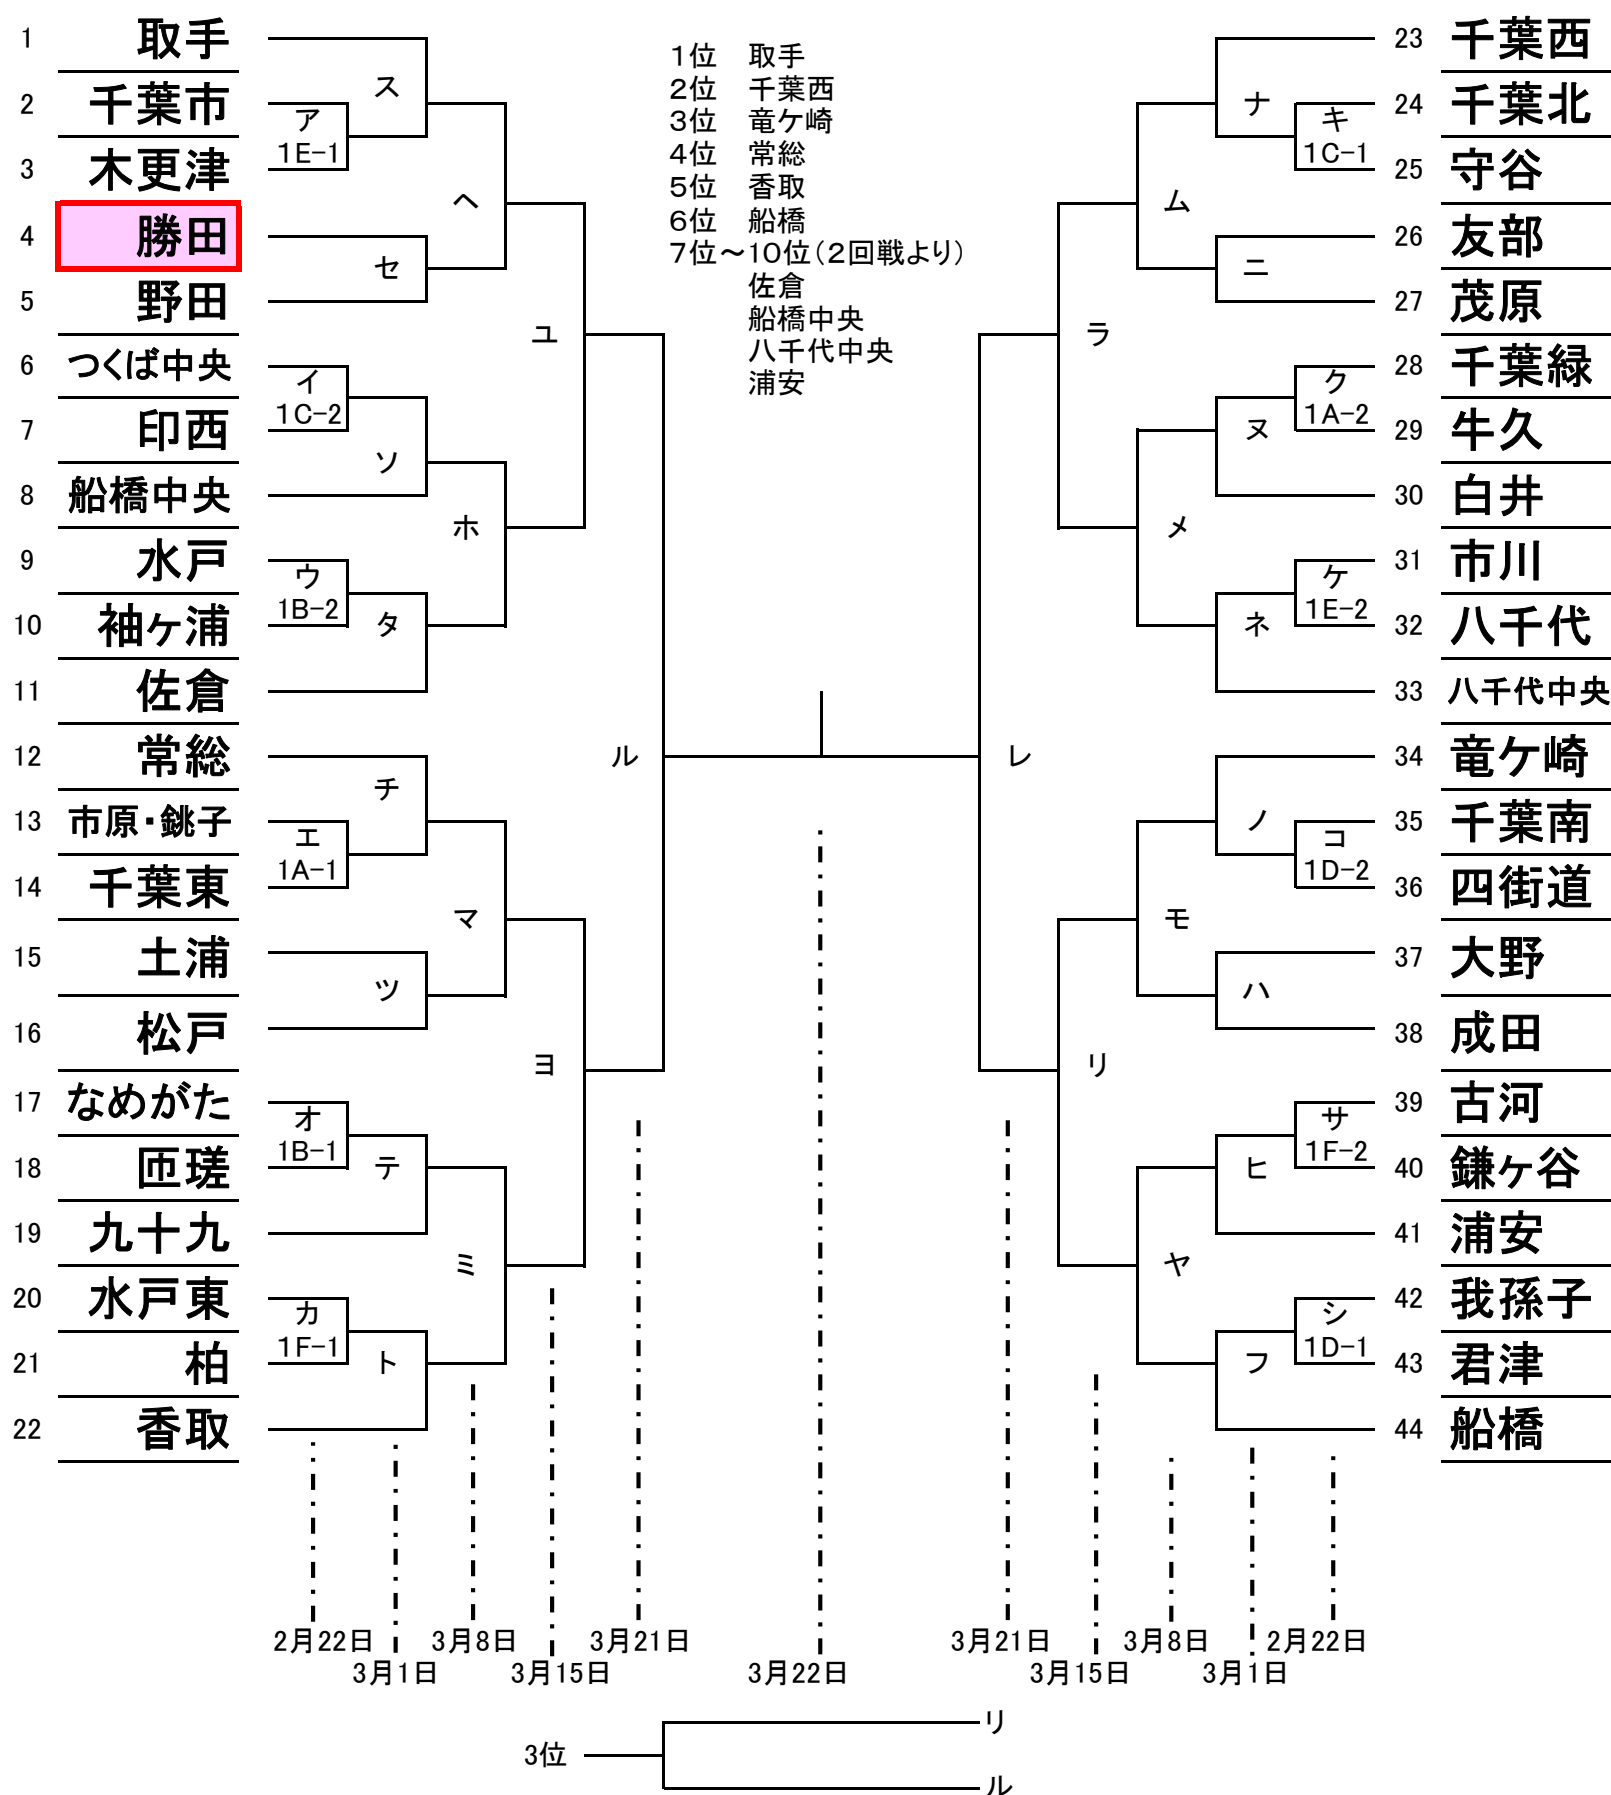 1 取手
2 千葉市
3 木更津
4 勝田
5 野田
6 つくば中央
7 印西
8 船橋中央
9 水戸
10 袖ヶ浦
11 佐倉
12 常総
13 市原・銚子
14 千葉東
15 土浦
16 松戸
17 なめがた
18 匝瑳
19 九十九
20 水戸東
21 柏
22 香取
ス
ア
1E-1
ヘ
セ
ユ
イ
1C-2
ソ
ホ
ウ
1B-2
タ
ル
チ
エ
1A-1
マ
ツ
ヨ
オ
1B-1
テ
ミ
カ
1F-1
ト
1位 取手
2位 千葉西
3位 竜ケ崎
4位 常総
5位 香取
6位 船橋
7位～10位(2回戦より)
佐倉
船橋中央
八千代中央
浦安
ナ
キ
1C-1
ム
ニ
ラ
ク
1A-2
ヌ
メ
ケ
1E-2
ネ
レ
ノ
コ
1D-2
モ
ハ
リ
サ
1F-2
ヒ
ヤ
シ
1D-1
フ
23 千葉西
24 千葉北
25 守谷
26 友部
27 茂原
28 千葉緑
29 牛久
30 白井
31 市川
32 八千代
33 八千代中央
34 竜ケ崎
35 千葉南
36 四街道
37 大野
38 成田
39 古河
40 鎌ヶ谷
41 浦安
42 我孫子
43 君津
44 船橋
2月22日 3月8日 3月21日 3月21日 3月8日 2月22日
3月1日 3月15日 3月22日 3月15日 3月1日
リ
3位
ル